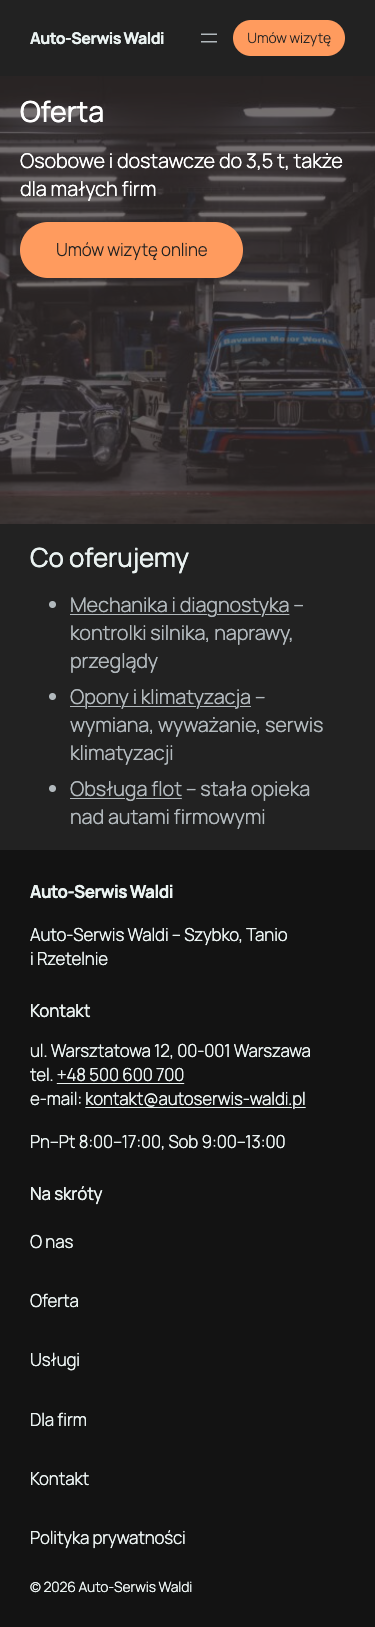 Auto-Serwis Waldi
Umów wizytę
Oferta
Osobowe i dostawcze do 3,5 t, także
dla małych firm
Umów wizytę online
Bavarian Motor Works
Co oferujemy
Mechanika i diagnostyka –
kontrolki silnika, naprawy,
przeglądy
Opony i klimatyzacja –
wymiana, wyważanie, serwis
klimatyzacji
Obsługa flot – stała opieka
nad autami firmowymi
Auto-Serwis Waldi
Auto-Serwis Waldi – Szybko, Tanio
i Rzetelnie
Kontakt
ul. Warsztatowa 12, 00-001 Warszawa
tel. +48 500 600 700
e-mail: kontakt@autoserwis-waldi.pl
Pn–Pt 8:00–17:00, Sob 9:00–13:00
Na skróty
O nas
Oferta
Usługi
Dla firm
Kontakt
Polityka prywatności
© 2026 Auto-Serwis Waldi